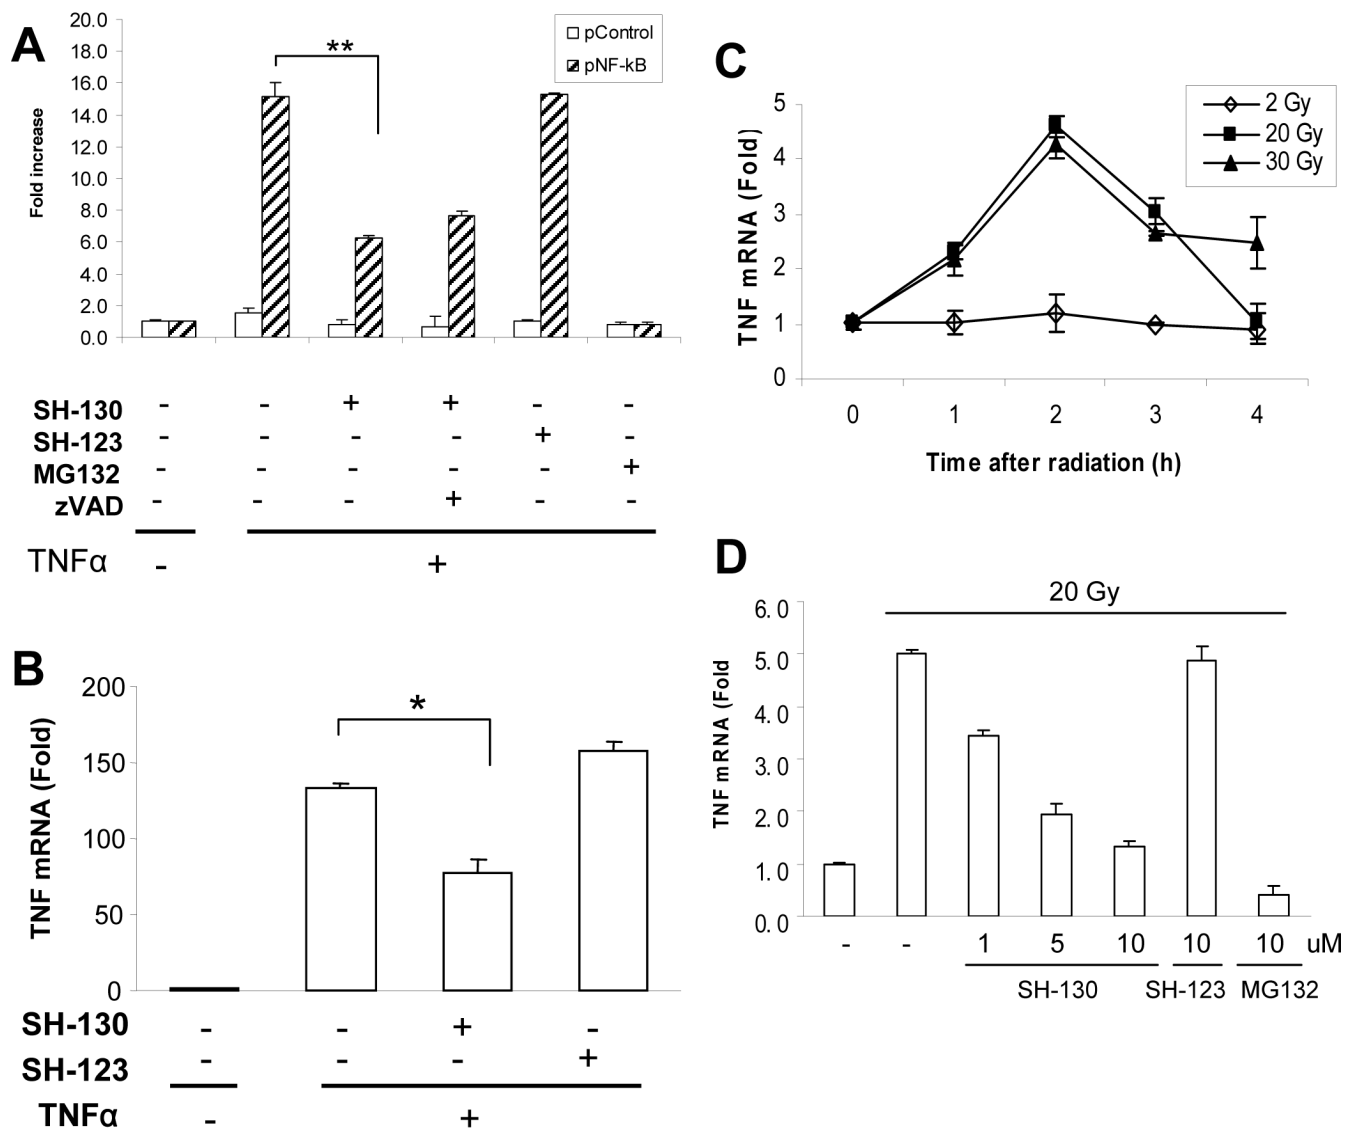 A
20.0
18.0
16.0
14.0
12.0
10.0
8.0
6.0
4.0
2.0
0.0
Fold increase
**
pControl
pNF-kB
SH-130 - - + + - -
SH-123 - - - - + -
MG132 - - - - - +
zVAD - - - + - -
TNFα - +
B
200
150
100
50
0
TNF mRNA (Fold)
*
SH-130 - - + -
SH-123 - - - +
TNFα - +
C
5
4
3
2
1
0
TNF mRNA (Fold)
2 Gy
20 Gy
30 Gy
0 1 2 3 4
Time after radiation (h)
D
20 Gy
6.0
5.0
4.0
3.0
2.0
1.0
0.0
TNF mRNA (Fold
- - 1 5 10 10 10 uM
SH-130 SH-123 MG132